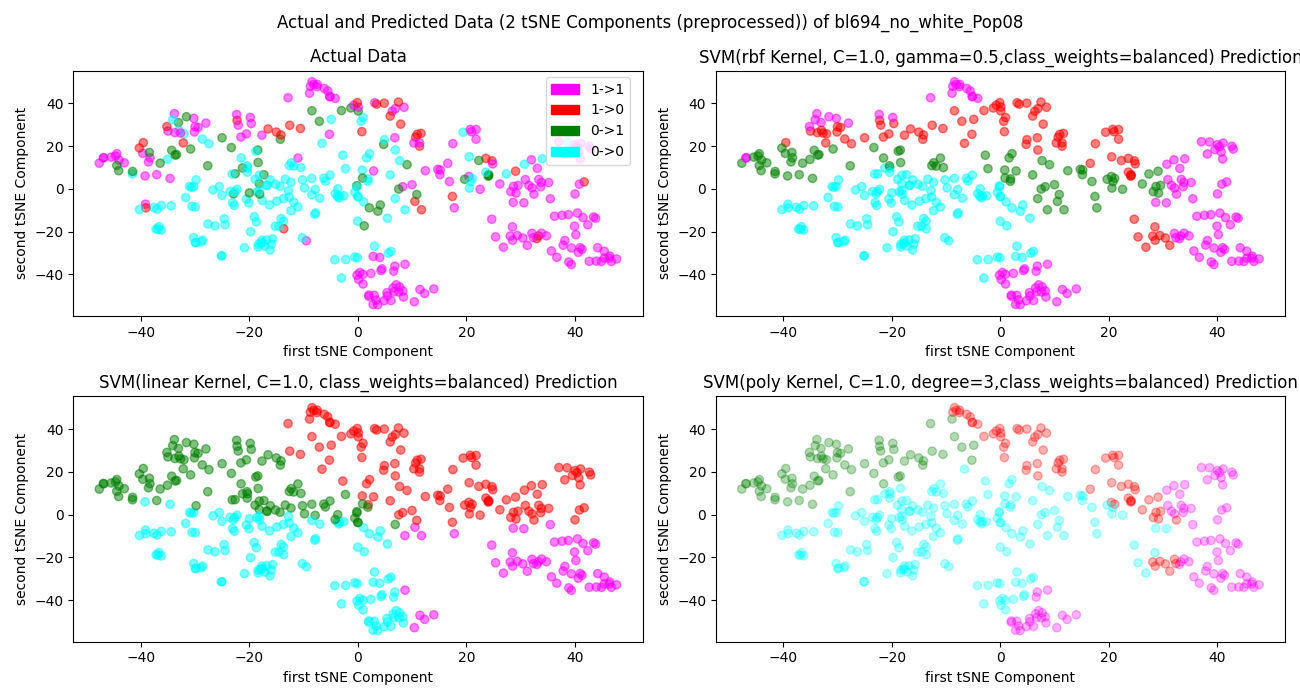 Actual and Predicted Data (2 tSNE Components (preprocessed)) of bl694_no_white_Pop08
Actual Data
second tSNE Component
40
20
0
−20
−40
1->1
1->0
0->1
0->0
−40 −20 0 20 40
first tSNE Component
SVM(rbf Kernel, C=1.0, gamma=0.5,class_weights=balanced) Prediction
second tSNE Component
40
20
0
−20
−40
−40 −20 0 20 40
first tSNE Component
SVM(linear Kernel, C=1.0, class_weights=balanced) Prediction
second tSNE Component
40
20
0
−20
−40
−40 −20 0 20 40
first tSNE Component
SVM(poly Kernel, C=1.0, degree=3,class_weights=balanced) Prediction
second tSNE Component
40
20
0
−20
−40
−40 −20 0 20 40
first tSNE Component